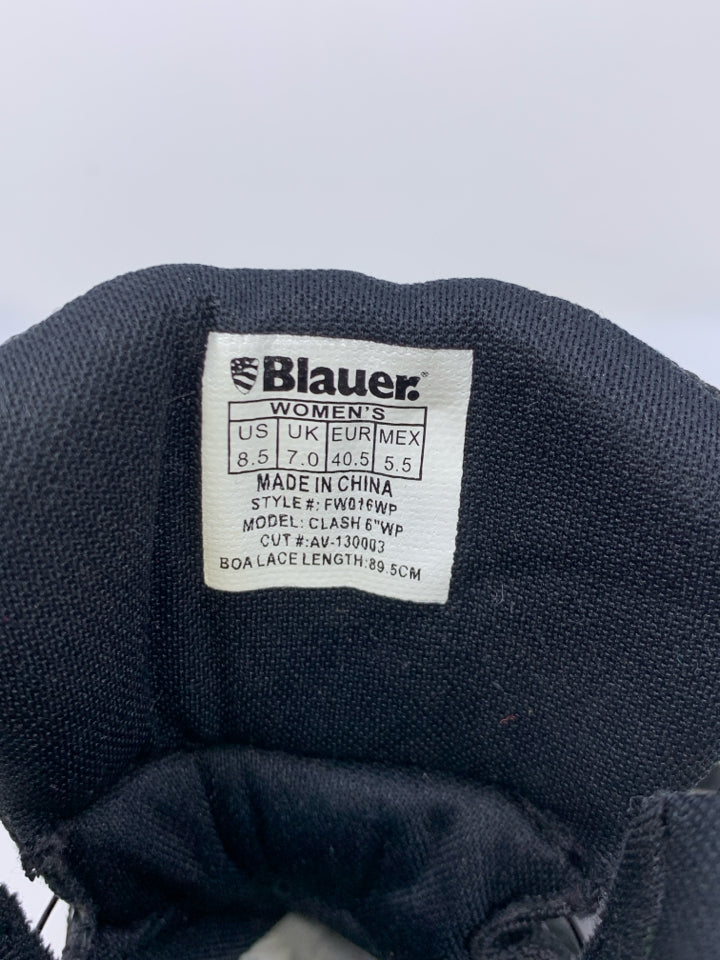 Blauer.®
WOMEN'S
US UK EUR MEX
8.5 7.0 40.5 5.5
MADE IN CHINA
STYLE #: FW016WP
MODEL: CLASH 6"WP
CUT #:AV-130003
BOA LACE LENGTH:89.5CM